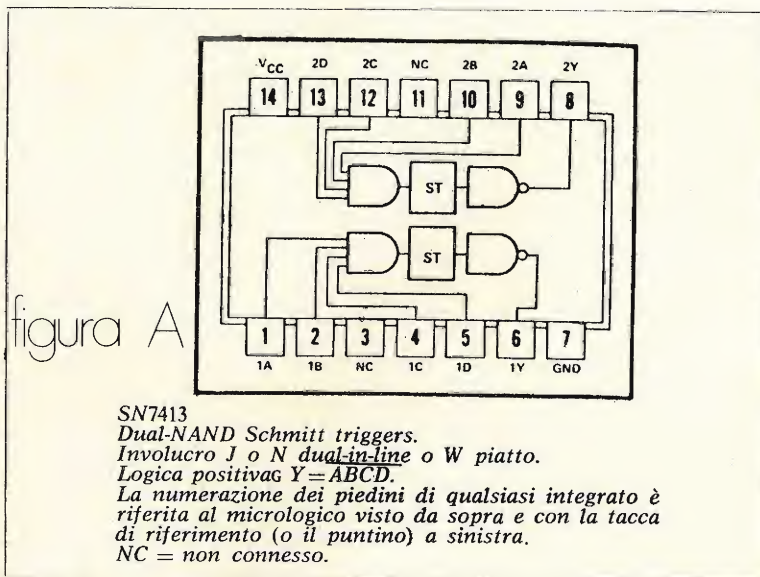 VCC 2D 2C NC 2B 2A 2Y
14 13 12 11 10 9 8
ST
ST
figura A
1 2 3 4 5 6 7
1A 1B NC 1C 1D 1Y GND
SN7413
Dual-NAND Schmitt triggers.
Involucro J o N dual-in-line o W piatto.
Logica positivaG Y = ABCD.
La numerazione dei piedini di qualsiasi integrato è
riferita al micrologico visto da sopra e con la tacca
di riferimento (o il puntino) a sinistra.
NC = non connesso.